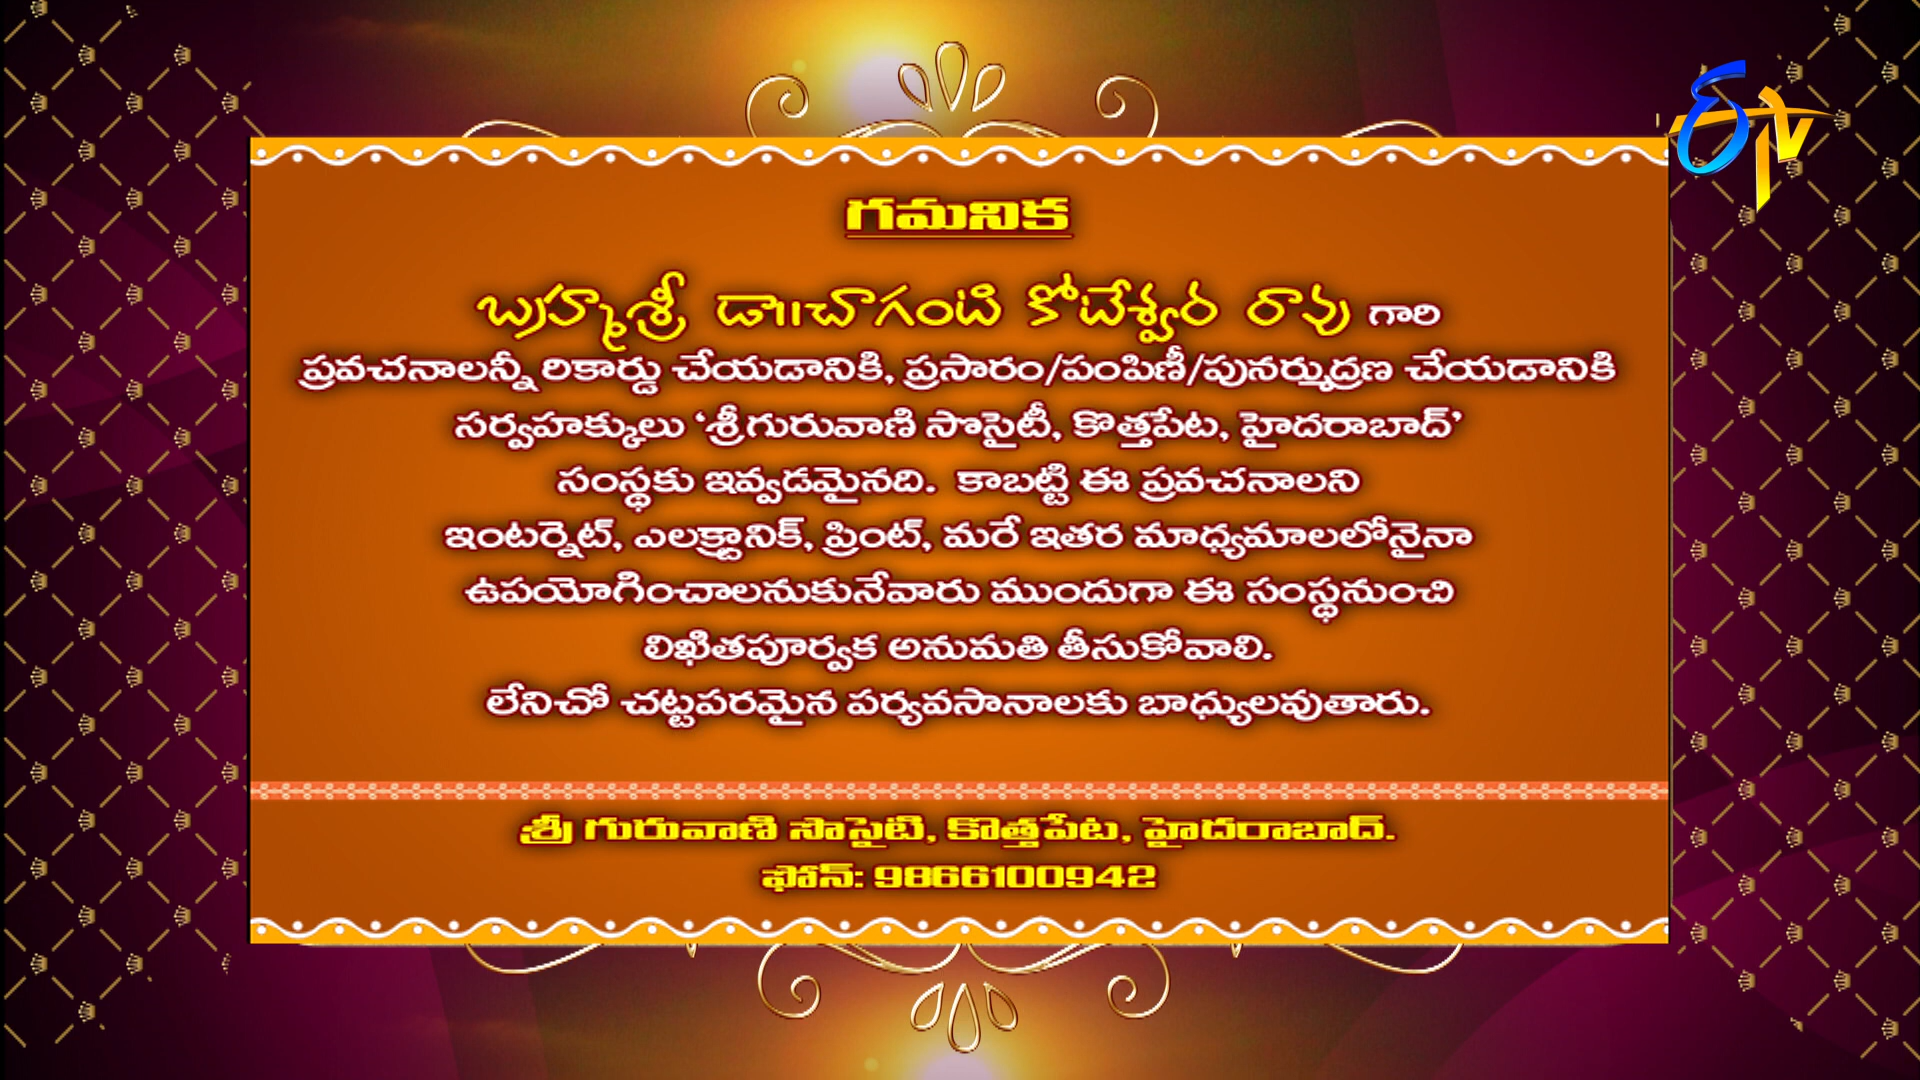 ఈTV
గమనిక
బ్రహ్మశ్రీ డా॥చాగంటి కోటేశ్వర రావు గారి
ప్రవచనాలన్నీ రికార్డు చేయడానికి, ప్రసారం/పంపిణీ/పునర్ముద్రణ చేయడానికి
సర్వహక్కులు ‘శ్రీగురువాణి సొసైటీ, కొత్తపేట, హైదరాబాద్’
సంస్థకు ఇవ్వడమైనది. కాబట్టి ఈ ప్రవచనాలని
ఇంటర్నెట్, ఎలక్ట్రానిక్, ప్రింట్, మరే ఇతర మాధ్యమాలలోనైనా
ఉపయోగించాలనుకునేవారు ముందుగా ఈ సంస్థనుంచి
లిఖితపూర్వక అనుమతి తీసుకోవాలి.
లేనిచో చట్టపరమైన పర్యవసానాలకు బాధ్యులవుతారు.
శ్రీ గురువాణి సొసైటి, కొత్తపేట, హైదరాబాద్.
ఫోన్: 9866100942